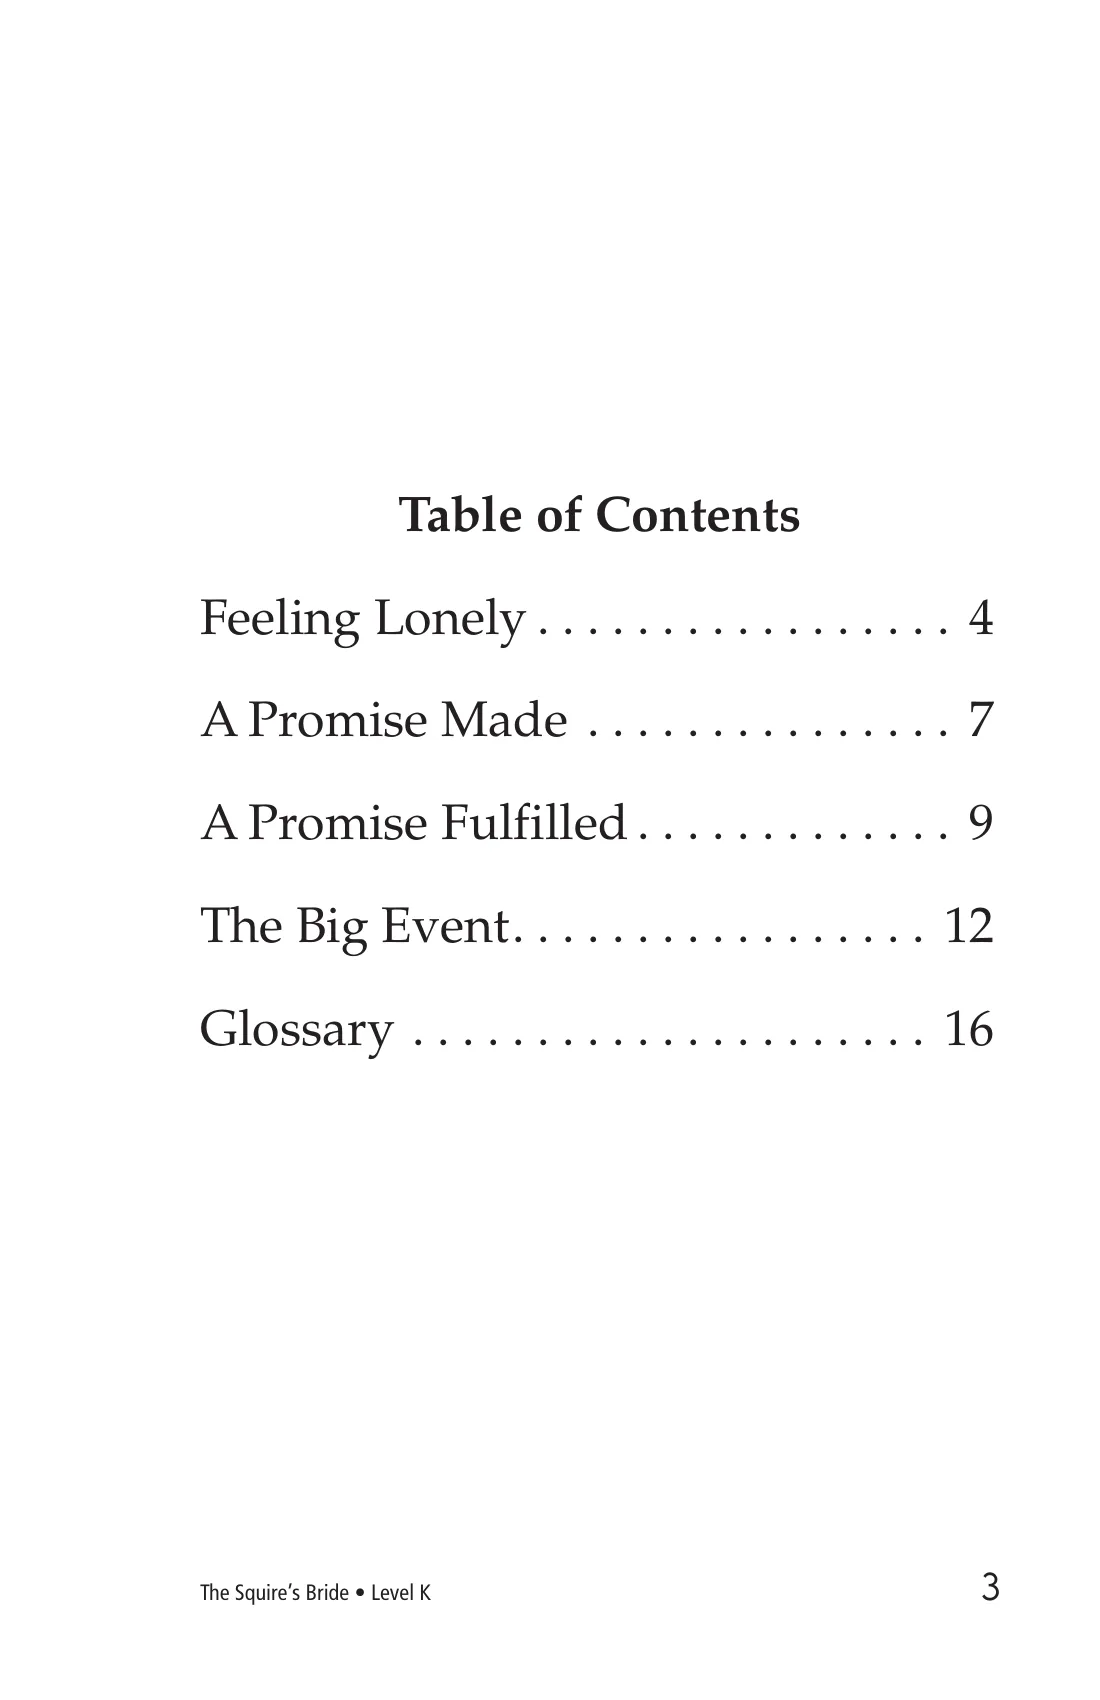 Table of Contents
Feeling Lonely . . . . . . . . . . . . . . . . . 4
A Promise Made . . . . . . . . . . . . . . . 7
A Promise Fulfilled . . . . . . . . . . . . . 9
The Big Event. . . . . . . . . . . . . . . . . 12
Glossary . . . . . . . . . . . . . . . . . . . . . 16
The Squire’s Bride • Level K 3